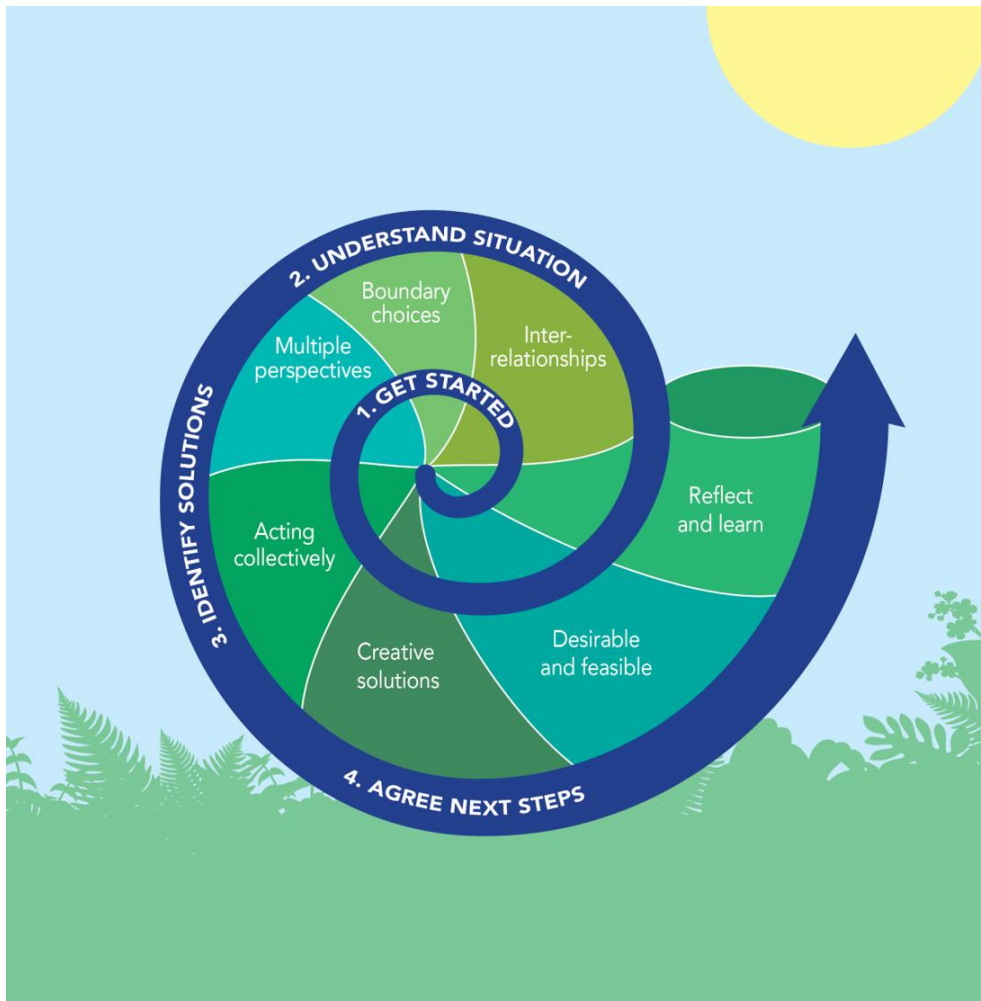 1. GET STARTED
2. UNDERSTAND SITUATION
3. IDENTIFY SOLUTIONS
4. AGREE NEXT STEPS
Inter-
relationships
Boundary
choices
Multiple
perspectives
Acting
collectively
Creative
solutions
Desirable
and feasible
Reflect
and learn